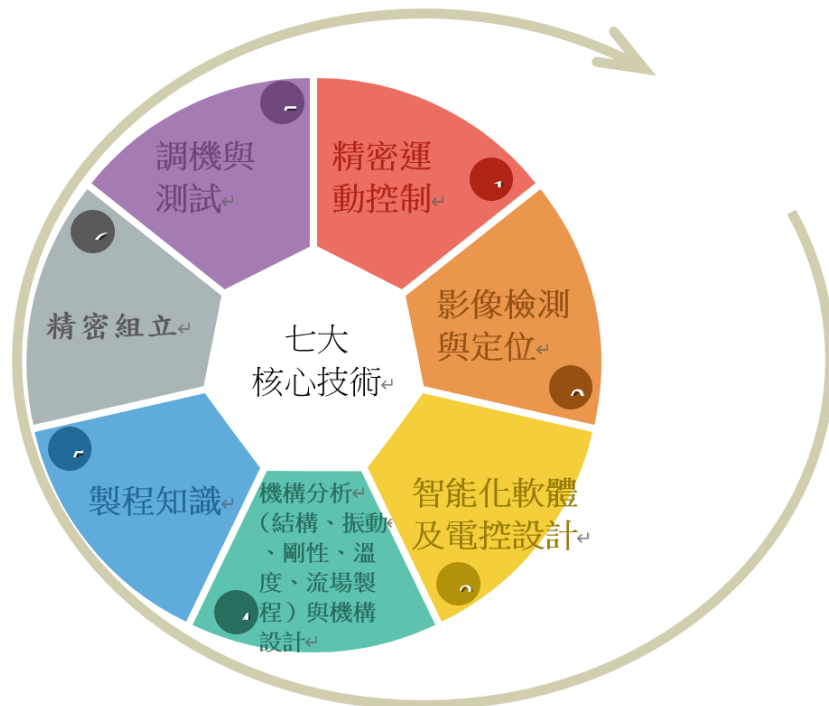 七大
核心技術
精密運
動控制
影像檢測
與定位
智能化軟體
及電控設計
機構分析
(結構、振動
、剛性、溫
度、流場製
程）與機構
設計
製程知識
精密組立
調機與
測試